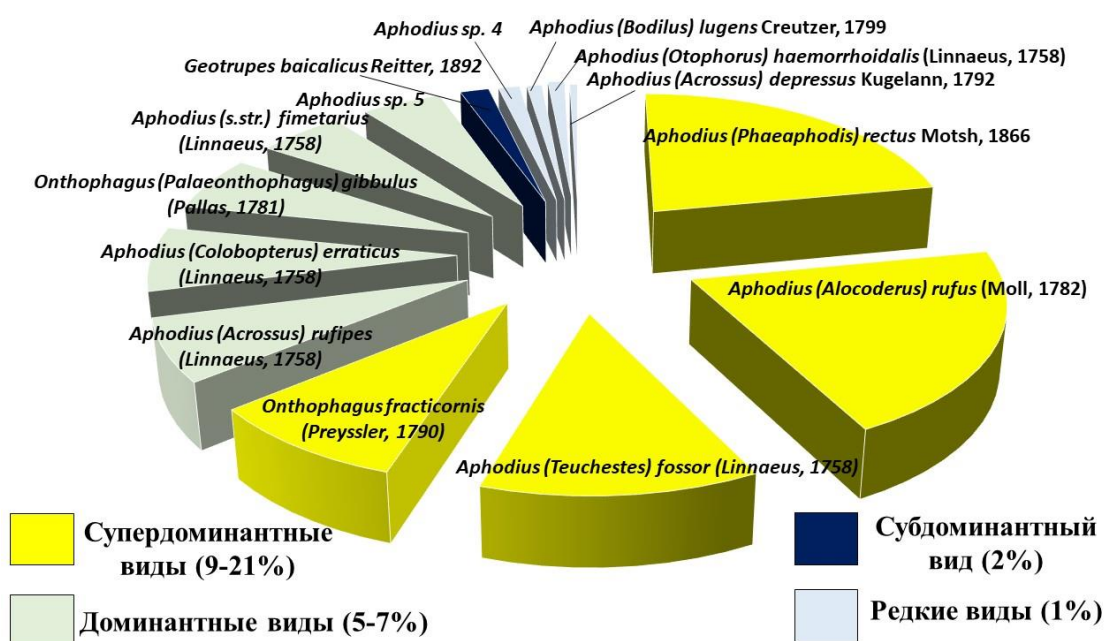 Aphodius sp. 4
Aphodius (Bodilus) lugens Creutzer, 1799
Aphodius (Otophorus) haemorrhoidalis (Linnaeus, 1758)
Geotrupes baicalicus Reitter, 1892
Aphodius (Acrossus) depressus Kugelann, 1792
Aphodius sp. 5
Aphodius (s.str.) fimetarius
(Linnaeus, 1758)
Aphodius (Phaeaphodis) rectus Motsh, 1866
Onthophagus (Palaeonthophagus) gibbulus
(Pallas, 1781)
Aphodius (Colobopterus) erraticus
(Linnaeus, 1758)
Aphodius (Alocoderus) rufus (Moll, 1782)
Aphodius (Acrossus) rufipes
(Linnaeus, 1758)
Onthophagus fracticornis
(Preyssler, 1790)
Aphodius (Teuchestes) fossor (Linnaeus, 1758)
Супердоминантные
виды (9-21%)
Субдоминантный
вид (2%)
Доминантные виды (5-7%)
Редкие виды (1%)